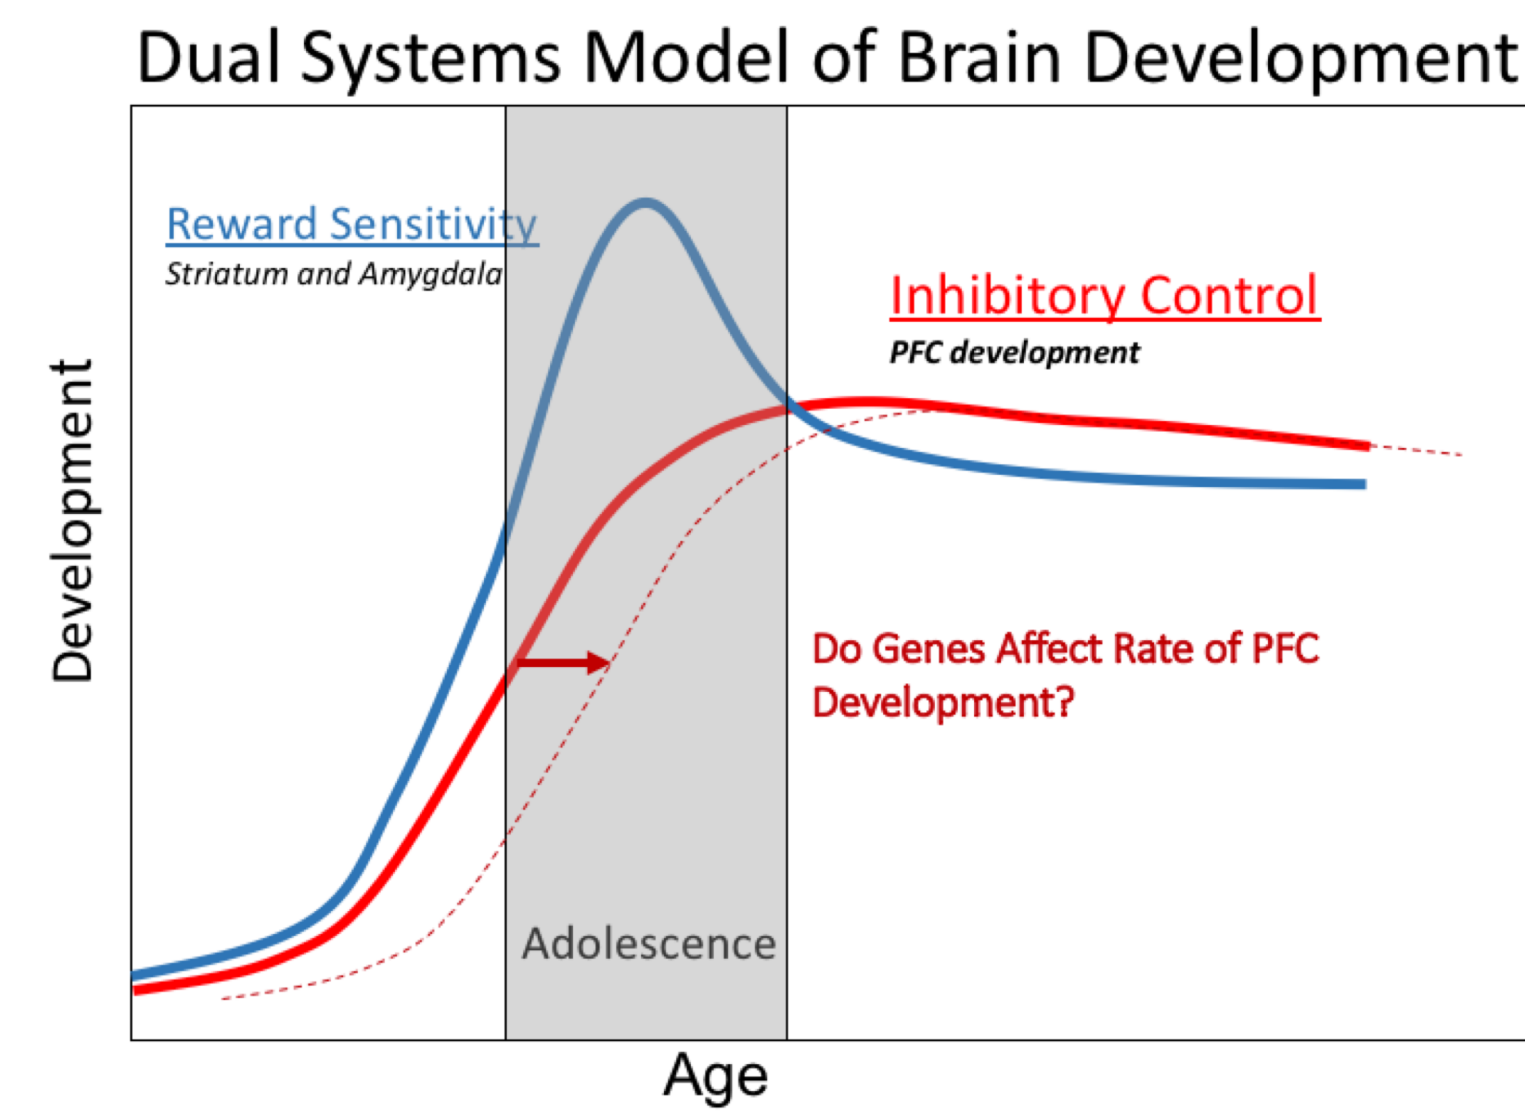 Dual Systems Model of Brain Development
Reward Sensitivity
Striatum and Amygdala
Inhibitory Control
PFC development
Development
Do Genes Affect Rate of PFC
Development?
Adolescence
Age